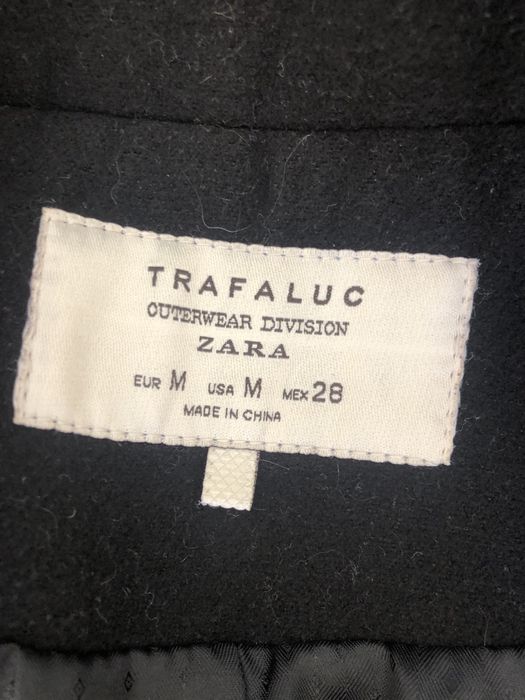 TRAFALUC
OUTERWEAR DIVISION
ZARA
EUR M USA M MEX 28
MADE IN CHINA